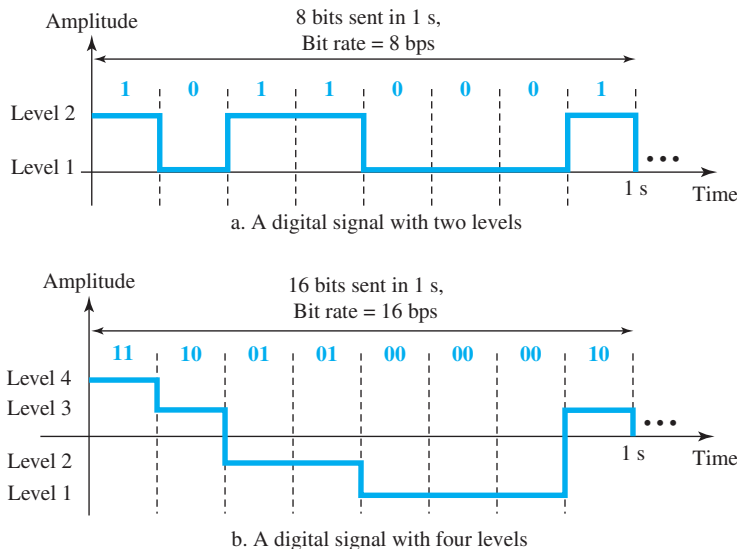 Amplitude
8 bits sent in 1 s,
Bit rate = 8 bps
1 0 1 1 0 0 0 1
Level 2
Level 1
•••
1 s
Time
a. A digital signal with two levels
Amplitude
16 bits sent in 1 s,
Bit rate = 16 bps
11 10 01 01 00 00 00 10
Level 4
Level 3
•••
Level 2
1 s
Time
Level 1
b. A digital signal with four levels